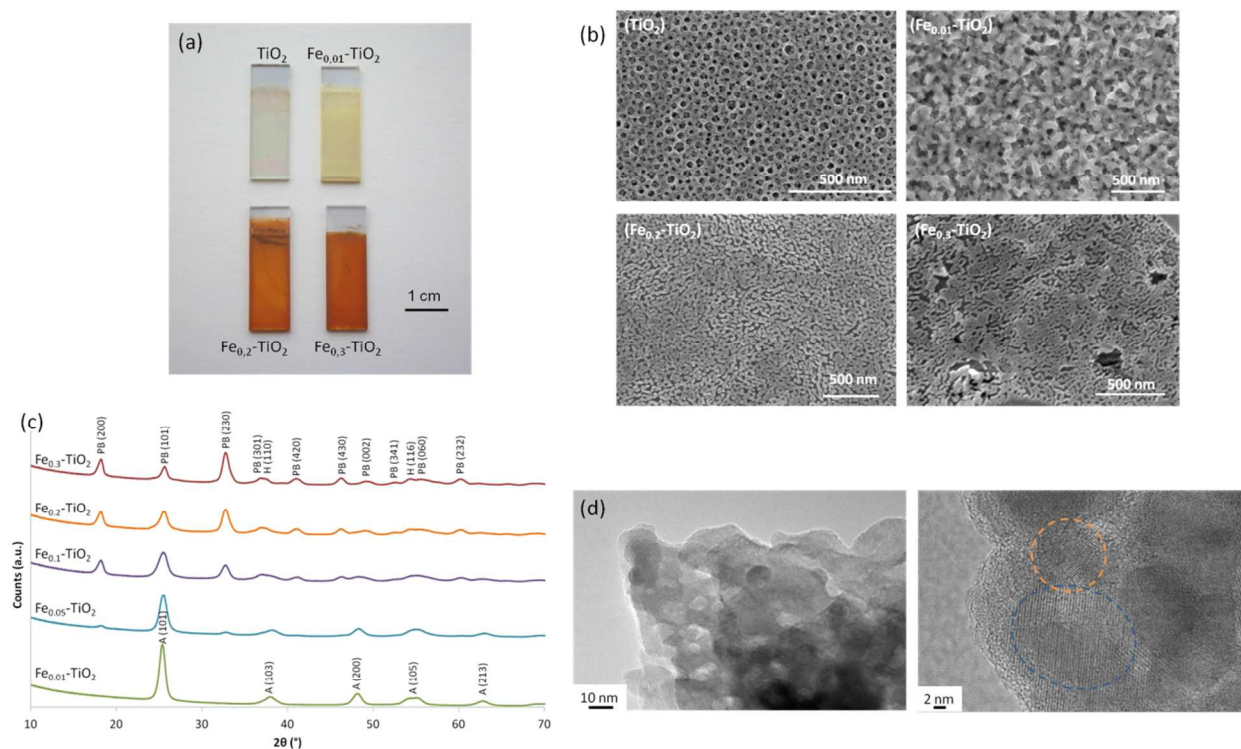 (a)
TiO₂
Fe₀,₀₁-TiO₂
1 cm
Fe₀,₂-TiO₂
Fe₀,₃-TiO₂
(b)
(TiO₂)
500 nm
(Fe₀.₀₁-TiO₂)
500 nm
(Fe₀.₂-TiO₂)
500 nm
(Fe₀.₃-TiO₂)
500 nm
(c)
PB (200)
PB (101)
PB (230)
PB (301)
H (110)
PB (420)
PB (430)
PB (002)
PB (341)
H (116)
PB (060)
PB (232)
Fe₀.₃-TiO₂
Fe₀.₂-TiO₂
Fe₀.₁-TiO₂
Fe₀.₀₅-TiO₂
Fe₀.₀₁-TiO₂
A (101)
A (103)
A (200)
A (105)
A (213)
Counts (a.u.)
10 20 30 40 50 60 70
2θ (°)
(d)
10 nm
2 nm